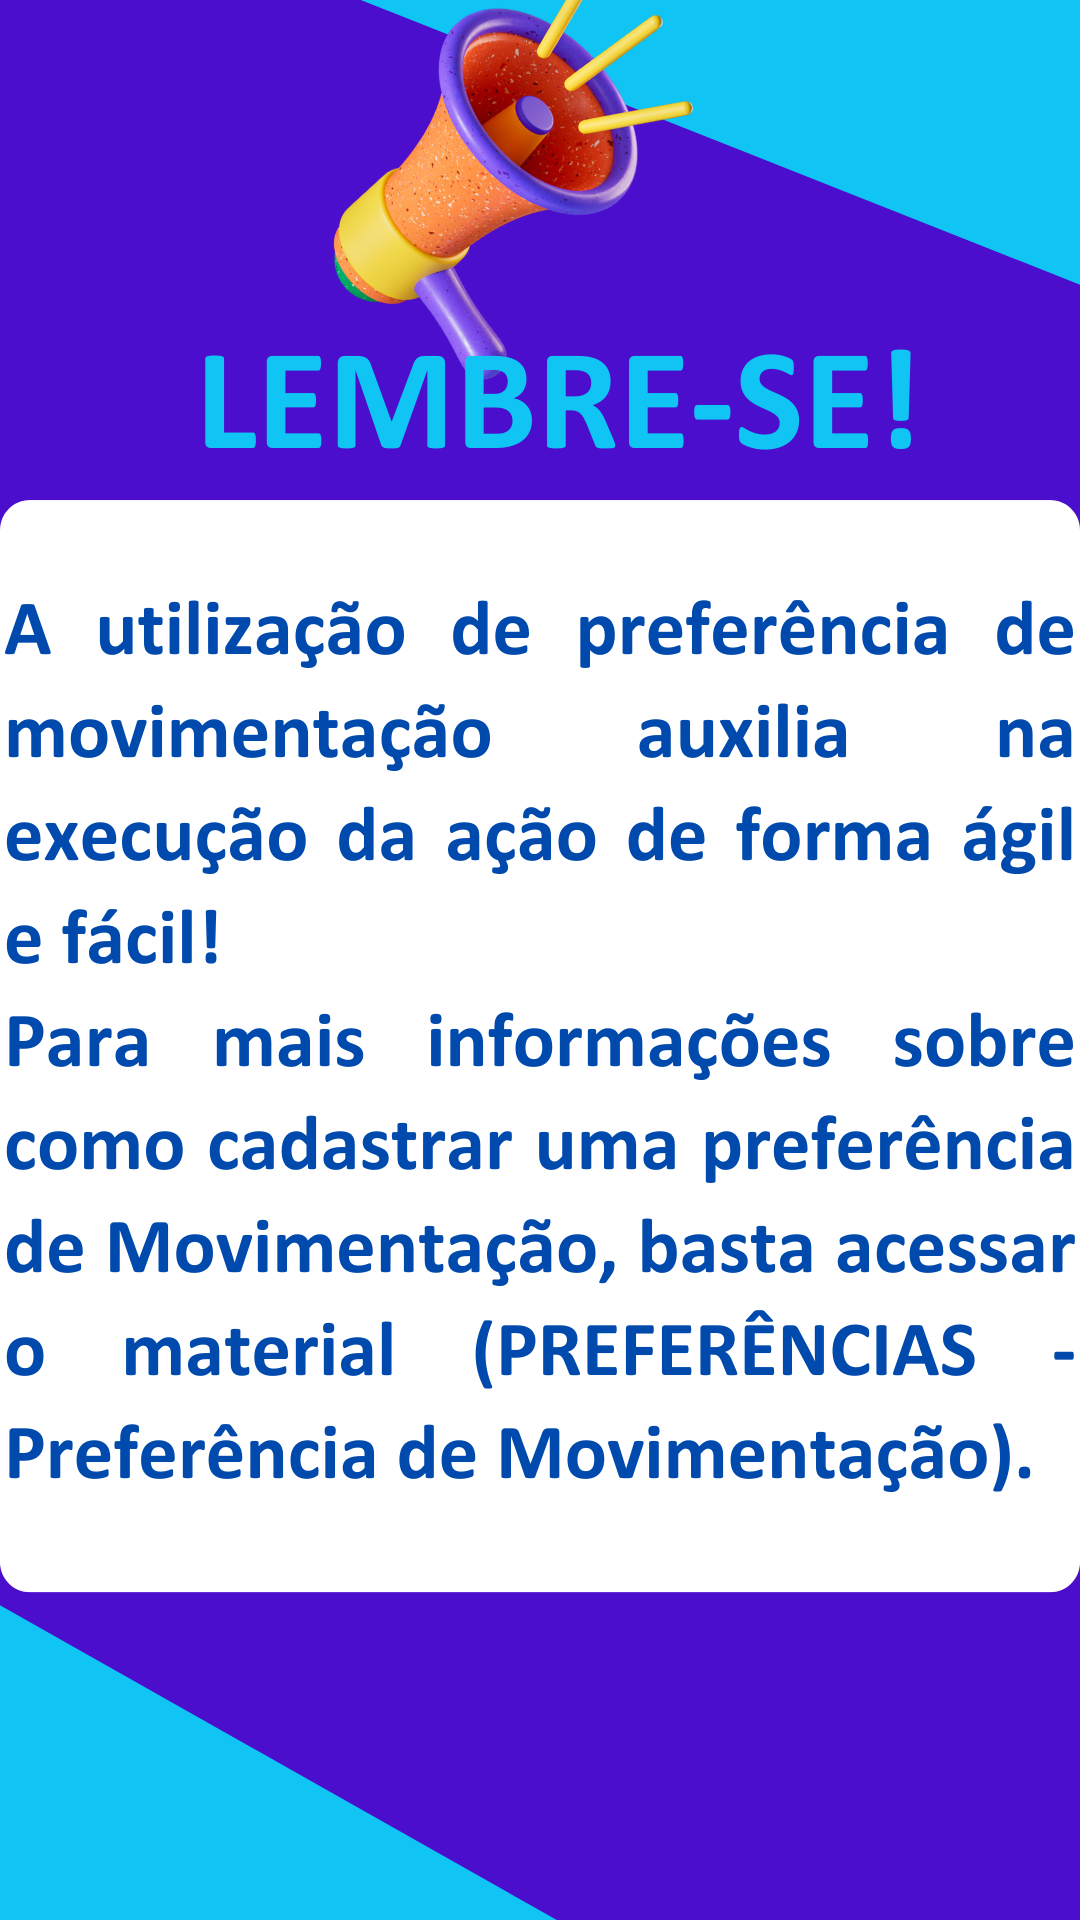 LEMBRE-SE!
A utilização de preferência de
movimentação auxilia na
execução da ação de forma ágil
e fácil!
Para mais informações sobre
como cadastrar uma preferência
de Movimentação, basta acessar
o material (PREFERÊNCIAS -
Preferência de Movimentação).